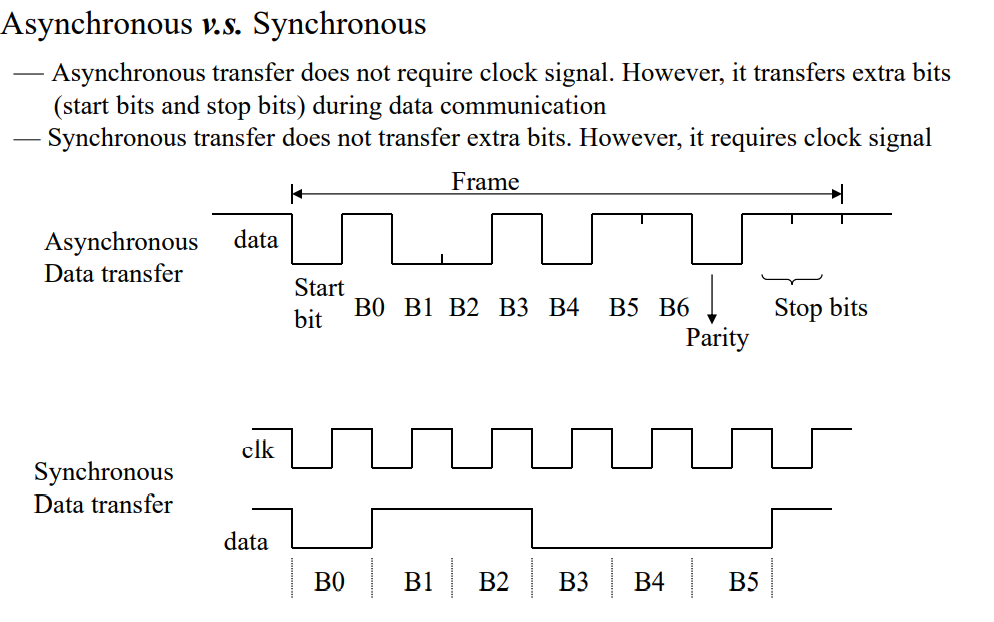 Asynchronous v.s. Synchronous
— Asynchronous transfer does not require clock signal. However, it transfers extra bits
(start bits and stop bits) during data communication
— Synchronous transfer does not transfer extra bits. However, it requires clock signal
Frame
Asynchronous
Data transfer
data
Start
bit
B0 B1 B2 B3 B4 B5 B6
Stop bits
Parity
Synchronous
Data transfer
clk
data
B0 B1 B2 B3 B4 B5